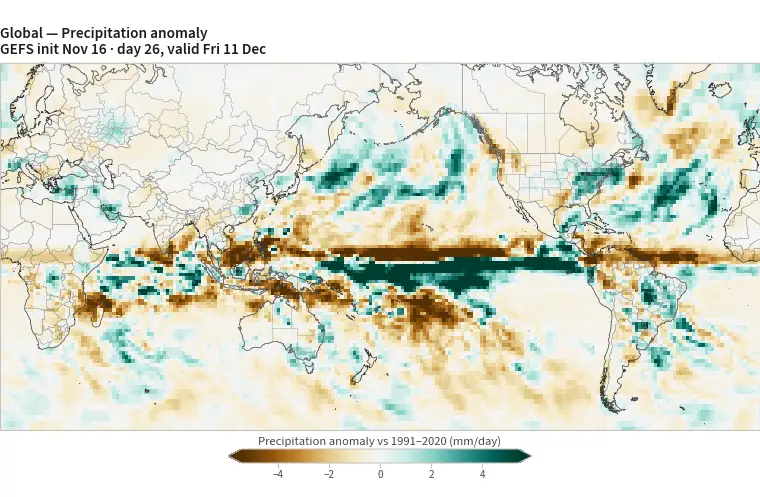 Global — Precipitation anomaly
GEFS init Nov 16 · day 26, valid Fri 11 Dec
Precipitation anomaly vs 1991–2020 (mm/day)
−4 −2 0 2 4